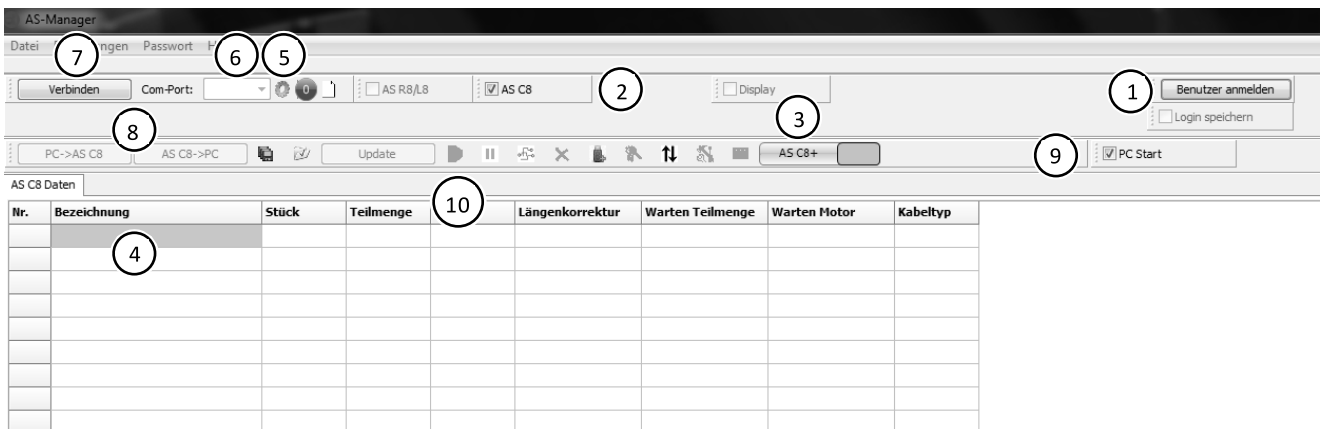 AS-Manager
Datei Passwort
7 6 5
Verbinden Com-Port: 0 AS R8/L8 AS C8 2 Display 1 Benutzer anmelden
3 Login speichern
8
PC->AS C8 AS C8->PC Update AS C8+ 9 PC Start
AS C8 Daten
10
Nr. Bezeichnung Stück Teilmenge Längenkorrektur Warten Teilmenge Warten Motor Kabeltyp
4